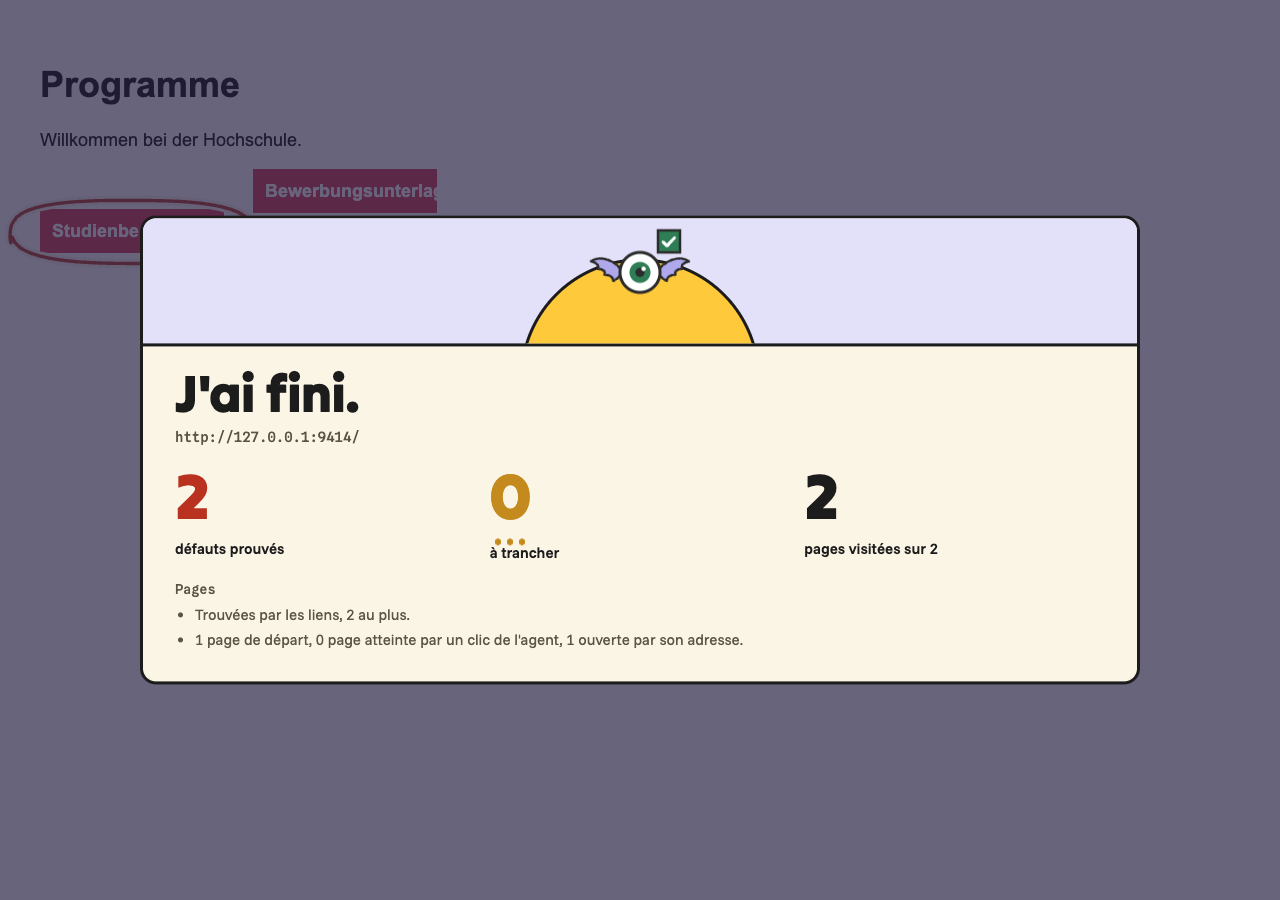 Programme
Willkommen bei der Hochschule.
Bewerbungsunterlag
Studienbe
J'ai fini.
http://127.0.0.1:9414/
2
défauts prouvés
0
à trancher
2
pages visitées sur 2
Pages
• Trouvées par les liens, 2 au plus.
• 1 page de départ, 0 page atteinte par un clic de l'agent, 1 ouverte par son adresse.